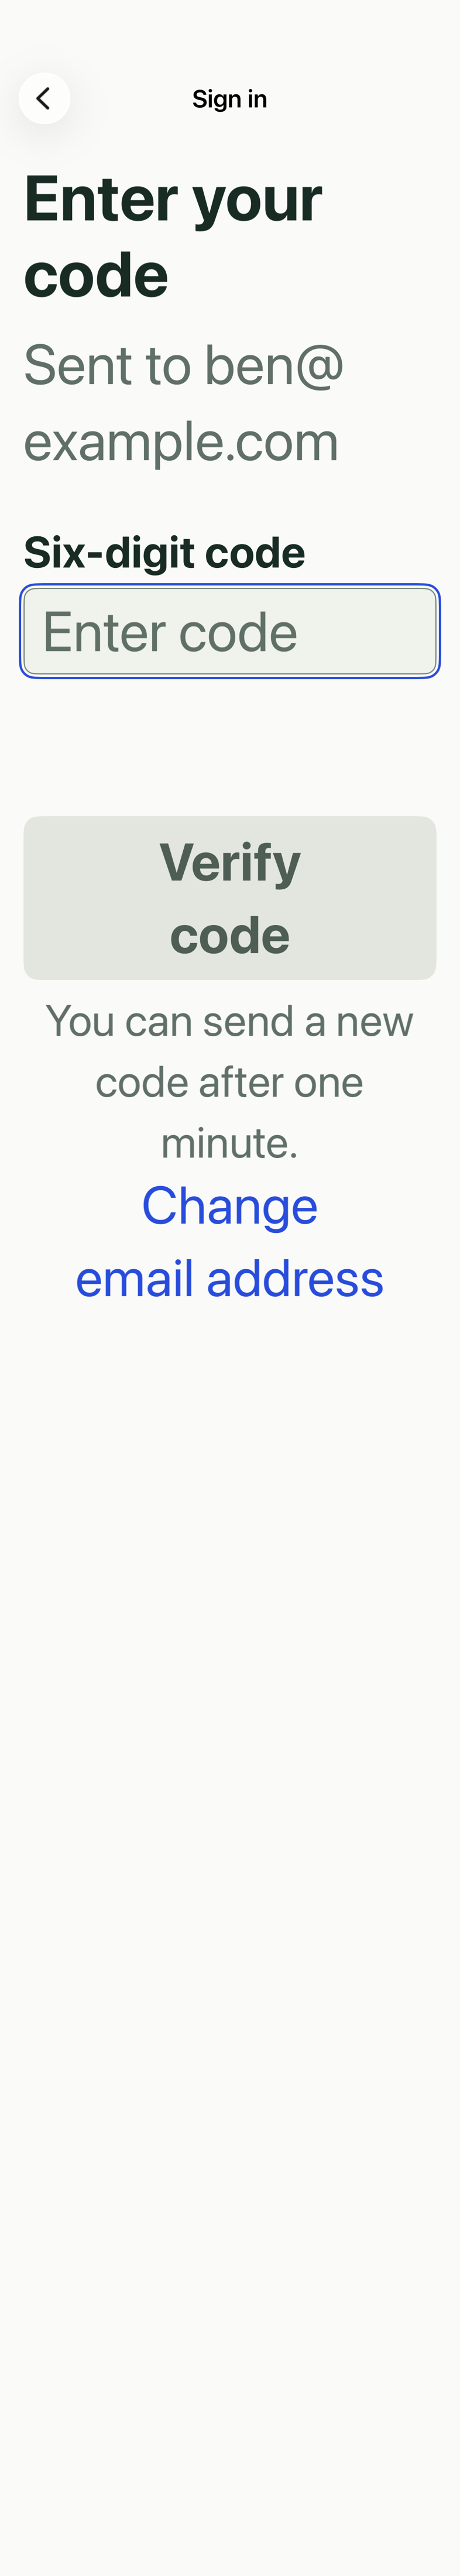 Sign in
Enter your
code
Sent to ben@
example.com
Six-digit code
Enter code
Verify
code
You can send a new
code after one
minute.
Change
email address